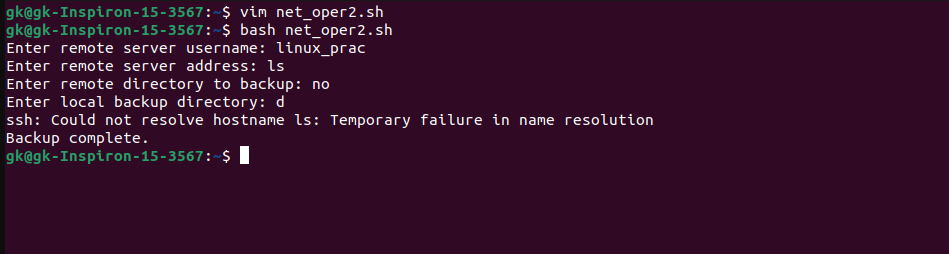 gk@gk-Inspiron-15-3567:~$ vim net_oper2.sh
gk@gk-Inspiron-15-3567:~$ bash net_oper2.sh
Enter remote server username: linux_prac
Enter remote server address: ls
Enter remote directory to backup: no
Enter local backup directory: d
ssh: Could not resolve hostname ls: Temporary failure in name resolution
Backup complete.
gk@gk-Inspiron-15-3567:~$